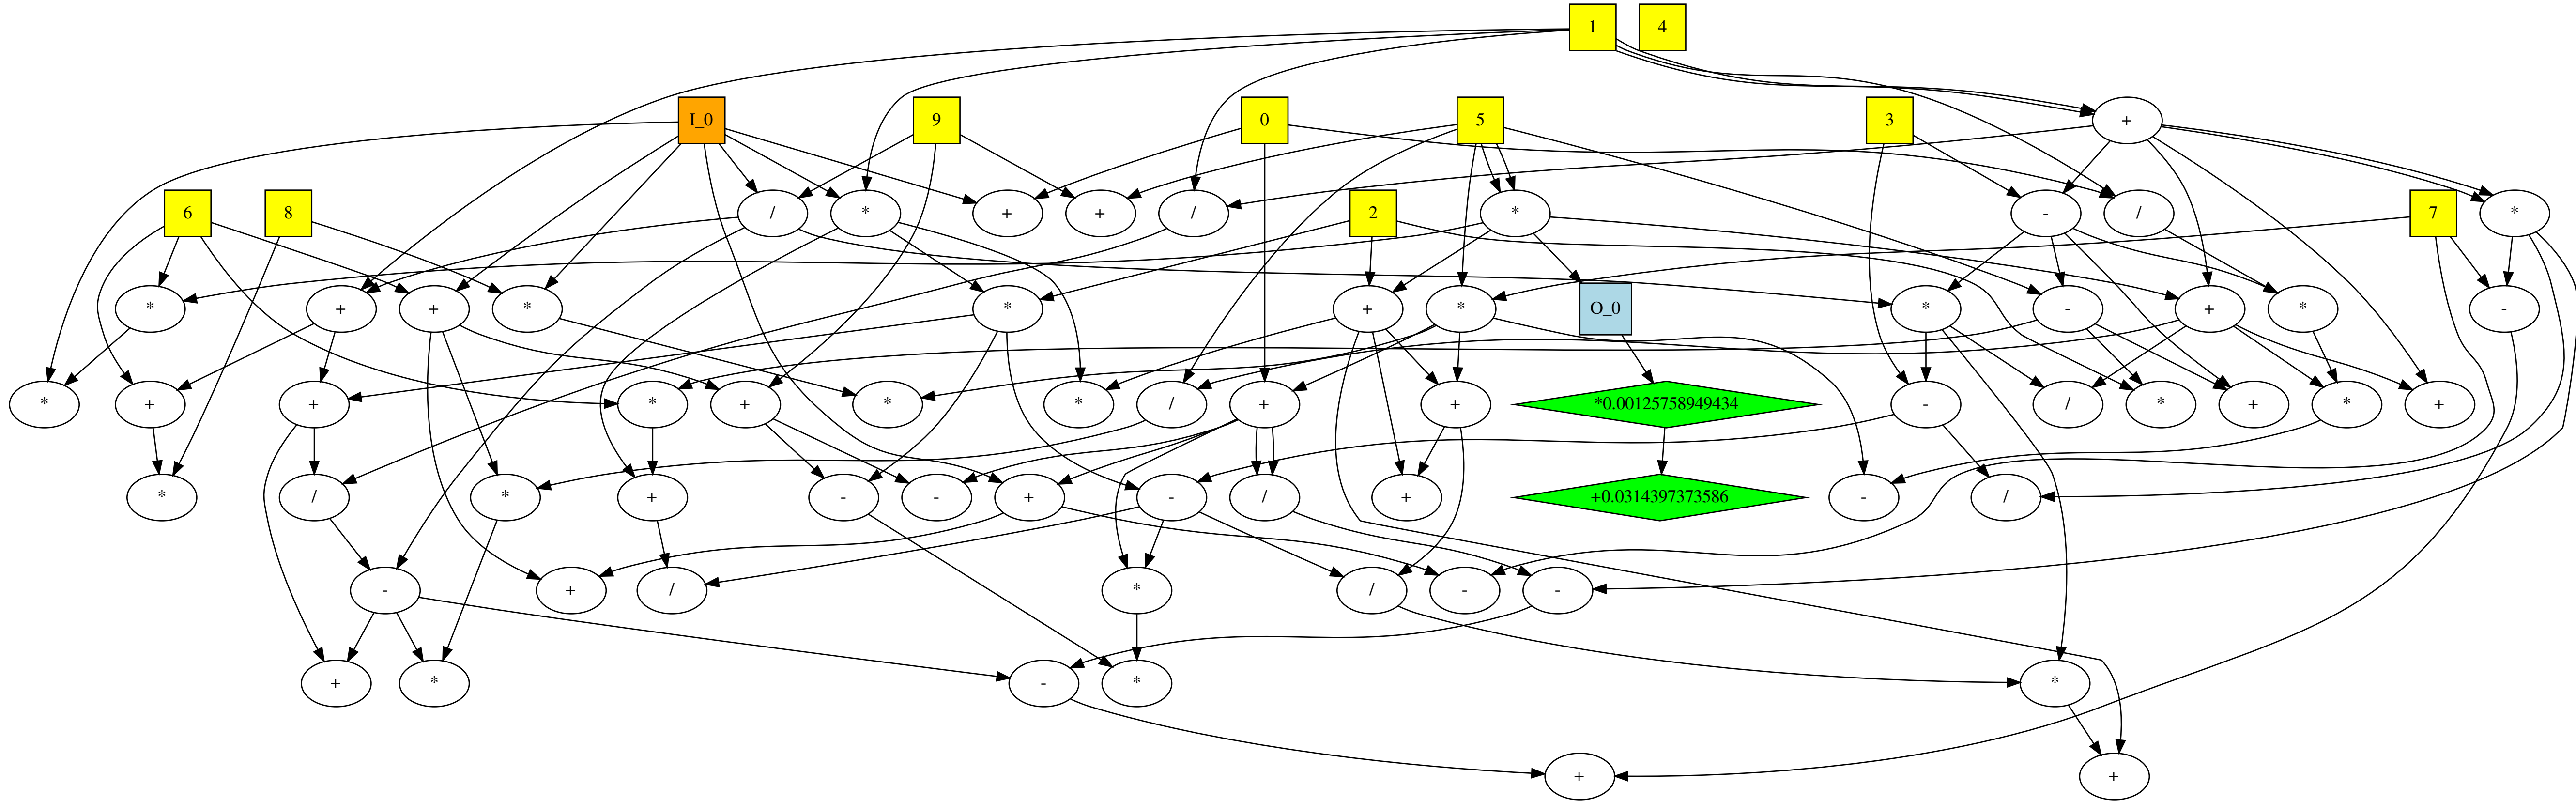 1 4
I_0 9 0 5 3 +
6 8 / * + + / * 2 - / 7 *
* + + * * + * O_0 * - + * -
* + + * + * * / + + *0.00125758949434 - / * + * +
* / * + - - + - / + +0.0314397373586 - /
- + / * / - -
+ * - * *
+ +